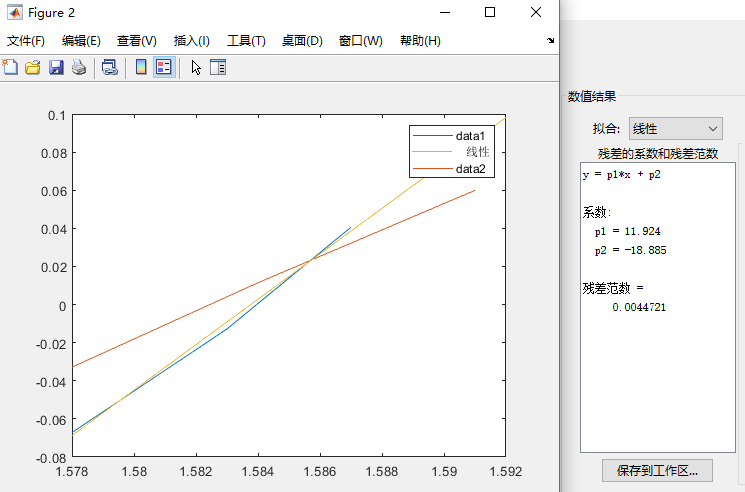 Figure 2
文件(F) 编辑(E) 查看(V) 插入(I) 工具(T) 桌面(D) 窗口(W) 帮助(H)
0.1
0.08
0.06
0.04
0.02
0
-0.02
-0.04
-0.06
-0.08
1.578 1.58 1.582 1.584 1.586 1.588 1.59 1.592
data1
线性
data2
数值结果
拟合: 线性
残差的系数和残差范数
y = p1*x + p2
系数:
p1 = 11.924
p2 = -18.885
残差范数 =
0.0044721
保存到工作区...